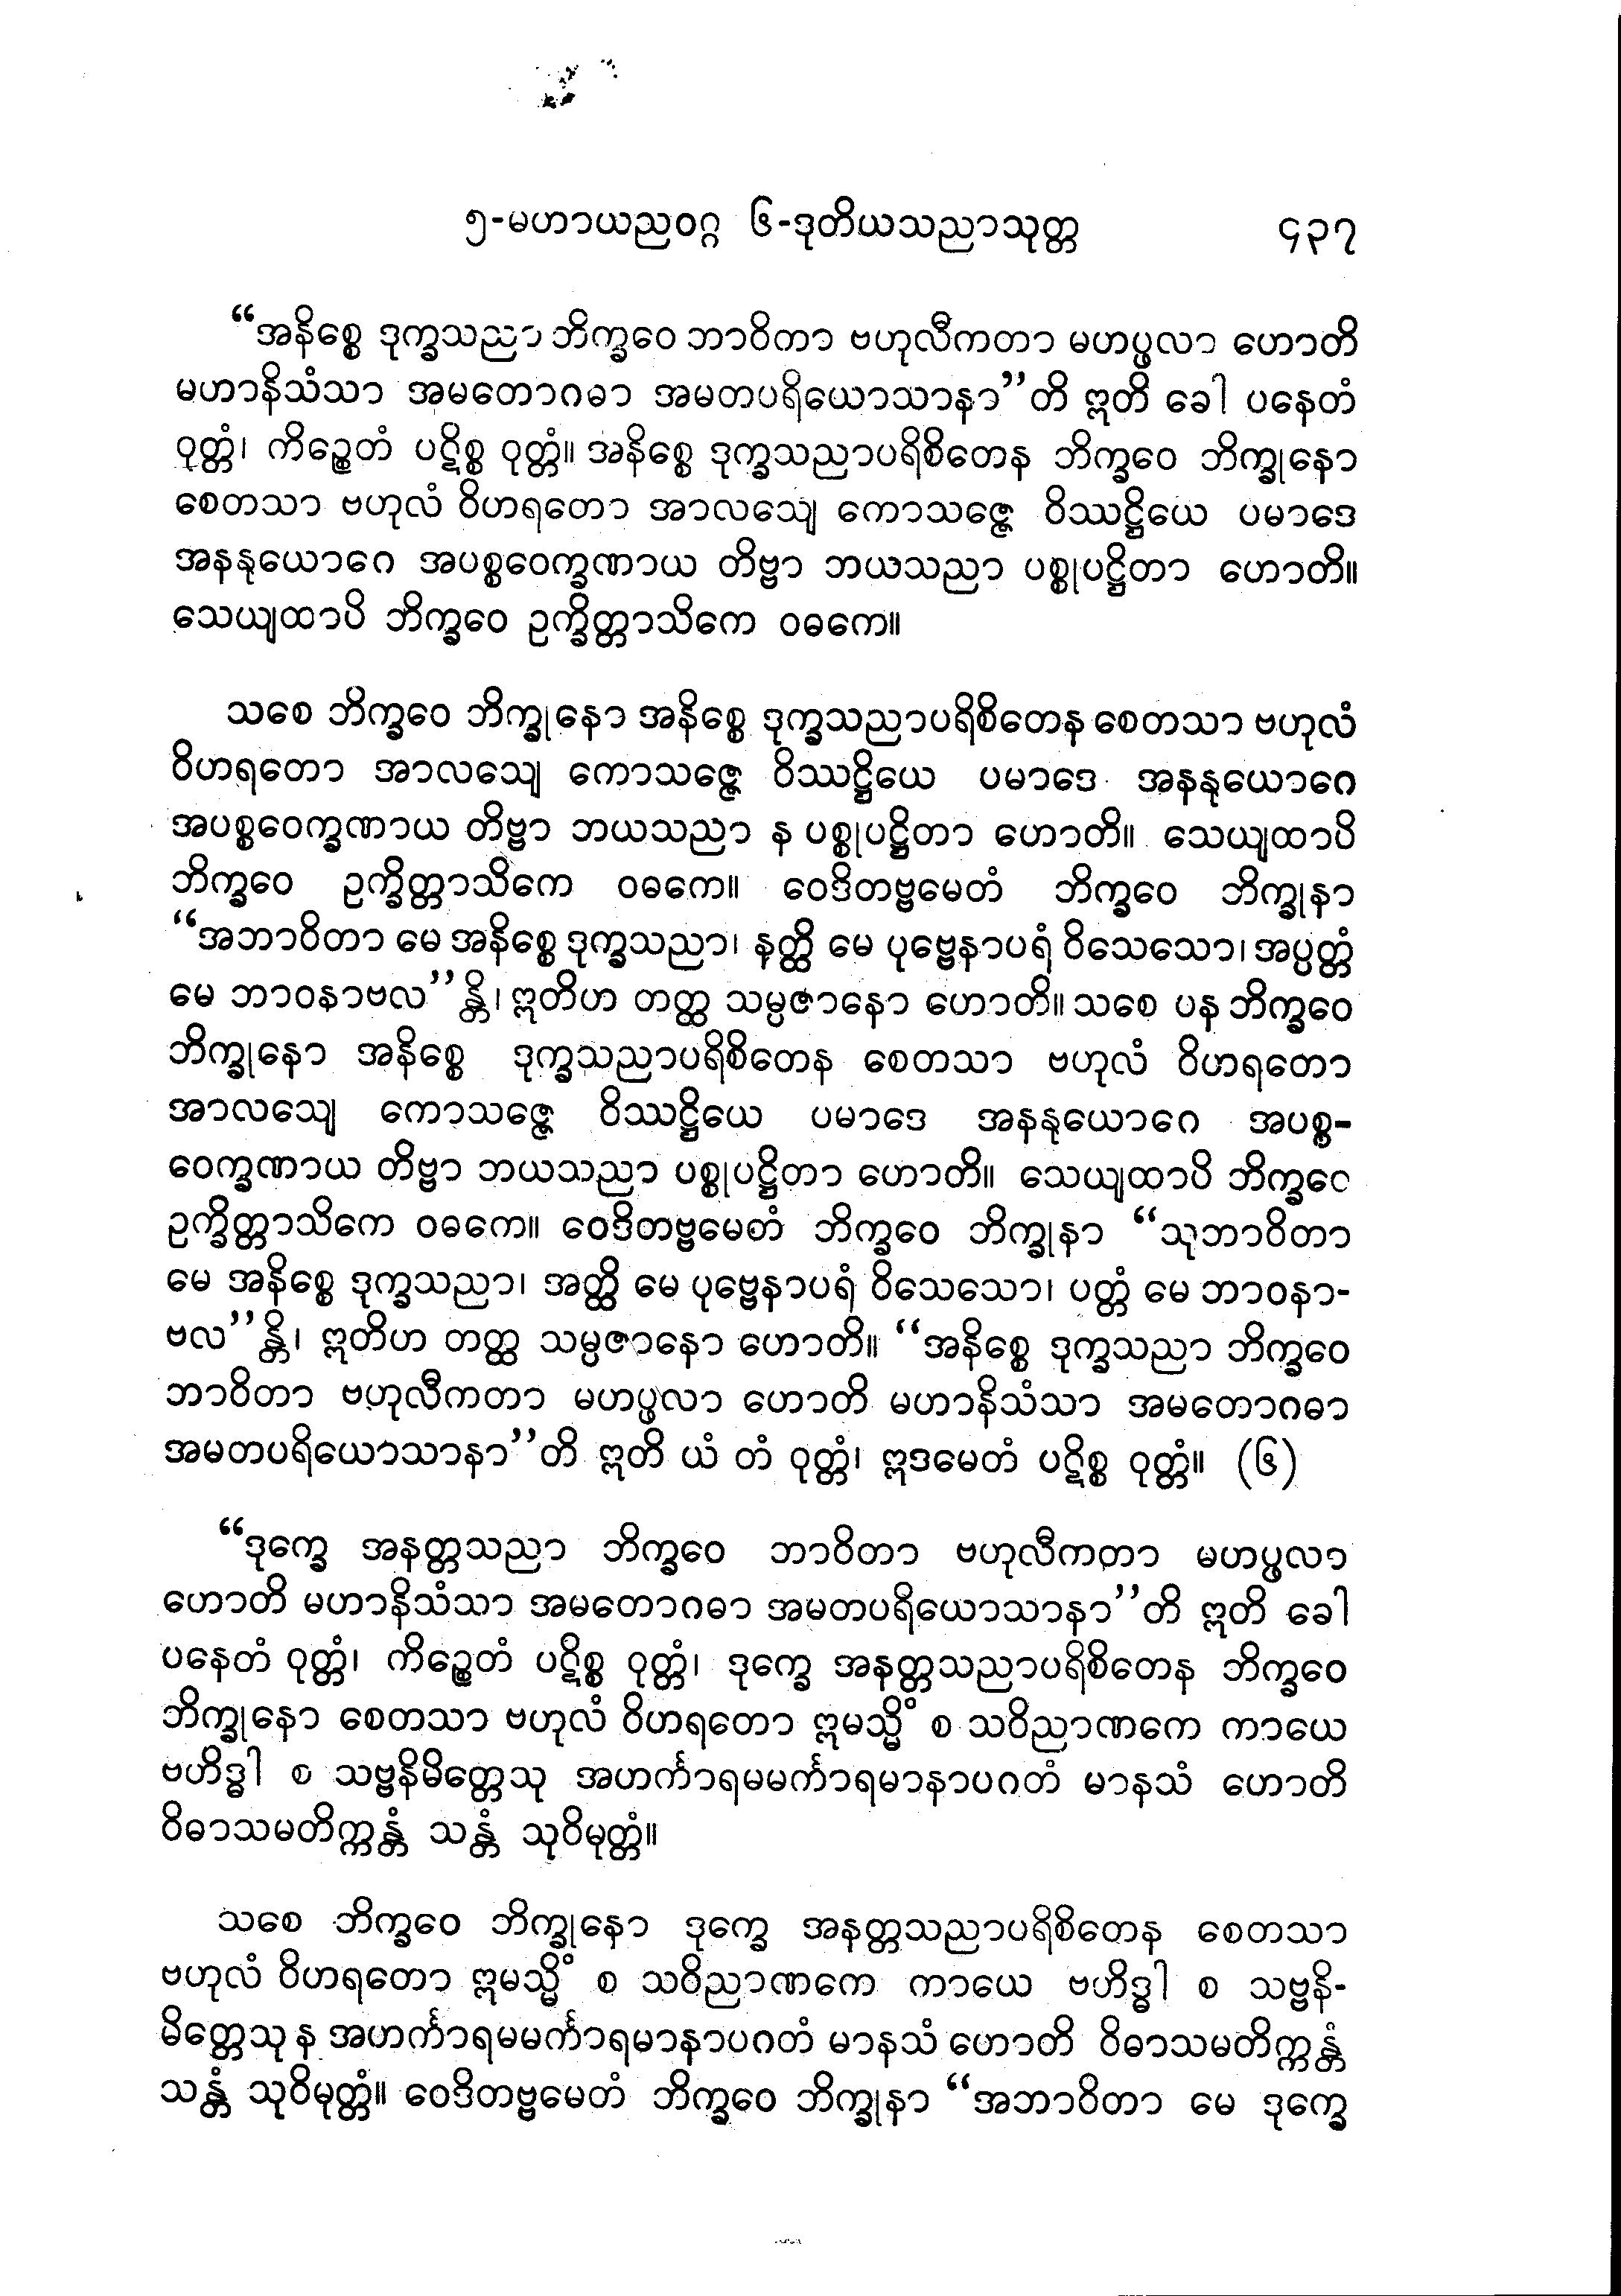 ၅-မဟာယညဝဂ္ဂ ၆-ဒုတိယသညာသုတ္တ ၄၃၇
“အနိစ္စေ ဒုက္ခသညာ ဘိက္ခဝေ ဘာဝိတာ ဗဟုလီကတာ မဟပ္ဖလာ ဟောတိ
မဟာနိသံသာ အမတောဂဓာ အမတပရိယောသာနာ”တိ ဣတိ ခေါ ပနေတံ
ဝုတ္တံ၊ ကိဉ္စေတံ ပဋိစ္စ ဝုတ္တံ။ အနိစ္စေ ဒုက္ခသညာပရိစိတေန ဘိက္ခဝေ ဘိက္ခုနော
စေတသာ ဗဟုလံ ဝိဟရတော အာလသျေ ကောသဇ္ဇေ ဝိဿဋ္ဌိယေ ပမာဒေ
အနနုယောဂေ အပစ္စဝေက္ခဏာယ တိဗ္ဗာ ဘယသညာ ပစ္စုပဋ္ဌိတာ ဟောတိ။
သေယျထာပိ ဘိက္ခဝေ ဥက္ခိတ္တာသိကေ ဝဓကေ။
သစေ ဘိက္ခဝေ ဘိက္ခုနော အနိစ္စေ ဒုက္ခသညာပရိစိတေန စေတသာ ဗဟုလံ
ဝိဟရတော အာလသျေ ကောသဇ္ဇေ ဝိဿဋ္ဌိယေ ပမာဒေ အနနုယောဂေ
အပစ္စဝေက္ခဏာယ တိဗ္ဗာ ဘယသညာ န ပစ္စုပဋ္ဌိတာ ဟောတိ။ သေယျထာပိ
ဘိက္ခဝေ ဥက္ခိတ္တာသိကေ ဝဓကေ။ ဝေဒိတဗ္ဗမေတံ ဘိက္ခဝေ ဘိက္ခုနာ
“အဘာဝိတာ မေ အနိစ္စေ ဒုက္ခသညာ၊ နတ္ထိ မေ ပုဗ္ဗေနာပရံ ဝိသေသော၊ အပ္ပတ္တံ
မေ ဘာဝနာဗလ”န္တိ၊ ဣတိဟ တတ္ထ သမ္ပဇာနော ဟောတိ။ သစေ ပန ဘိက္ခဝေ
ဘိက္ခုနော အနိစ္စေ ဒုက္ခသညာပရိစိတေန စေတသာ ဗဟုလံ ဝိဟရတော
အာလသျေ ကောသဇ္ဇေ ဝိဿဋ္ဌိယေ ပမာဒေ အနနုယောဂေ အပစ္စ-
ဝေက္ခဏာယ တိဗ္ဗာ ဘယသညာ ပစ္စုပဋ္ဌိတာ ဟောတိ။ သေယျထာပိ ဘိက္ခဝေ
ဥက္ခိတ္တာသိကေ ဝဓကေ။ ဝေဒိတဗ္ဗမေတံ ဘိက္ခဝေ ဘိက္ခုနာ “သုဘာဝိတာ
မေ အနိစ္စေ ဒုက္ခသညာ၊ အတ္ထိ မေ ပုဗ္ဗေနာပရံ ဝိသေသော၊ ပတ္တံ မေ ဘာဝနာ-
ဗလ”န္တိ၊ ဣတိဟ တတ္ထ သမ္ပဇာနော ဟောတိ။ “အနိစ္စေ ဒုက္ခသညာ ဘိက္ခဝေ
ဘာဝိတာ ဗဟုလီကတာ မဟပ္ဖလာ ဟောတိ မဟာနိသံသာ အမတောဂဓာ
အမတပရိယောသာနာ”တိ ဣတိ ယံ တံ ဝုတ္တံ၊ ဣဒမေတံ ပဋိစ္စ ဝုတ္တံ။ (၆)
“ဒုက္ခေ အနတ္တသညာ ဘိက္ခဝေ ဘာဝိတာ ဗဟုလီကတာ မဟပ္ဖလာ
ဟောတိ မဟာနိသံသာ အမတောဂဓာ အမတပရိယောသာနာ”တိ ဣတိ ခေါ
ပနေတံ ဝုတ္တံ၊ ကိဉ္စေတံ ပဋိစ္စ ဝုတ္တံ၊ ဒုက္ခေ အနတ္တသညာပရိစိတေန ဘိက္ခဝေ
ဘိက္ခုနော စေတသာ ဗဟုလံ ဝိဟရတော ဣမသ္မိံ စ သဝိညာဏကေ ကာယေ
ဗဟိဒ္ဓါ စ သဗ္ဗနိမိတ္တေသု အဟင်္ကာရမမင်္ကာရမာနာပဂတံ မာနသံ ဟောတိ
ဝိဓာသမတိက္ကန္တံ သန္တံ သုဝိမုတ္တံ။
သစေ ဘိက္ခဝေ ဘိက္ခုနော ဒုက္ခေ အနတ္တသညာပရိစိတေန စေတသာ
ဗဟုလံ ဝိဟရတော ဣမသ္မိံ စ သဝိညာဏကေ ကာယေ ဗဟိဒ္ဓါ စ သဗ္ဗနိ-
မိတ္တေသု န အဟင်္ကာရမမင်္ကာရမာနာပဂတံ မာနသံ ဟောတိ ဝိဓာသမတိက္ကန္တံ
သန္တံ သုဝိမုတ္တံ။ ဝေဒိတဗ္ဗမေတံ ဘိက္ခဝေ ဘိက္ခုနာ “အဘာဝိတာ မေ ဒုက္ခေ